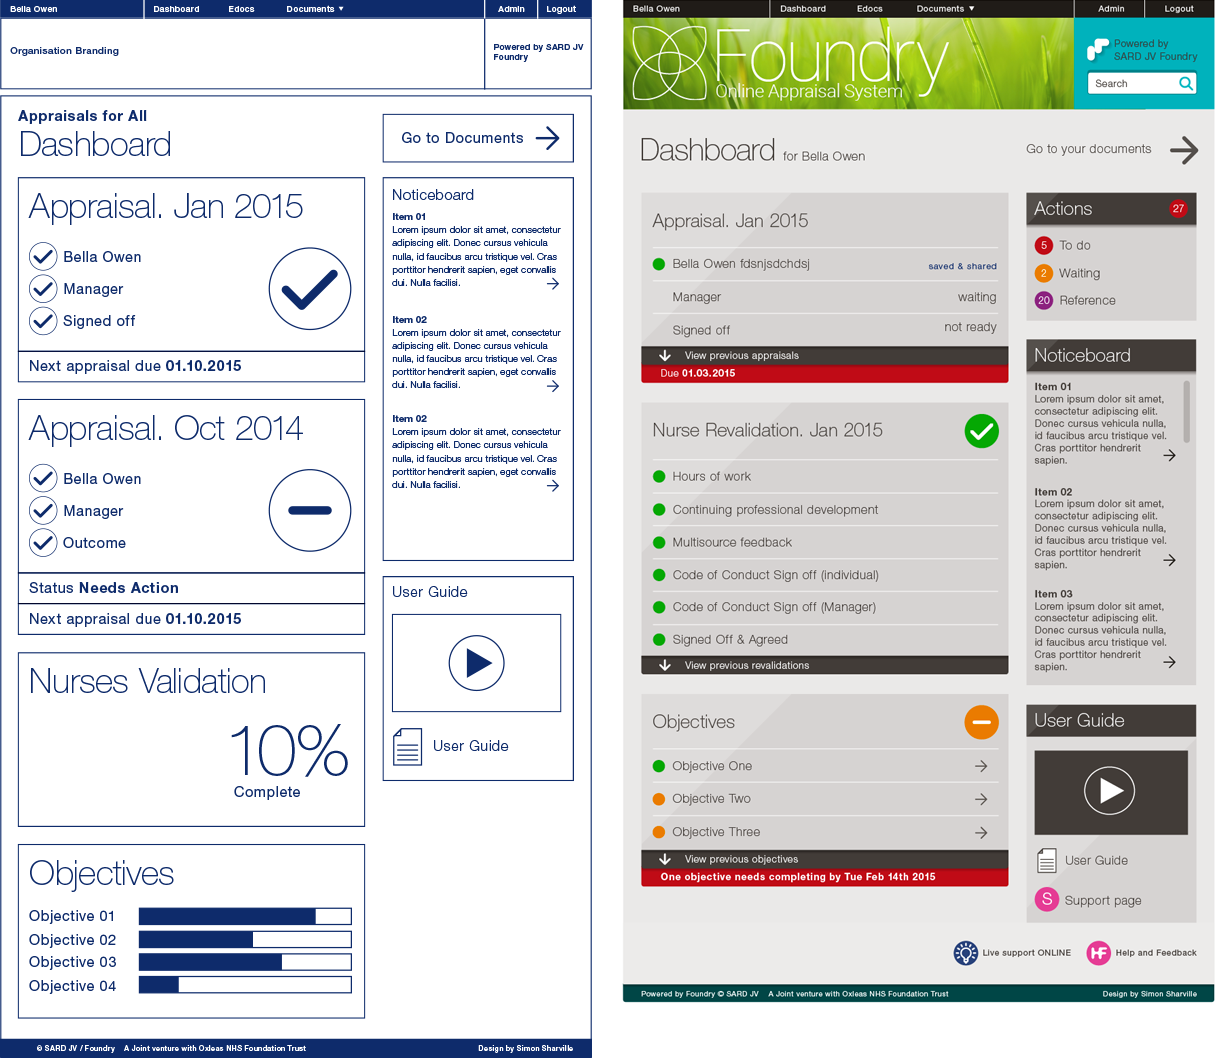 Bella Owen
Dashboard
Edocs
Documents
Admin
Logout
Organisation Branding
Powered by SARD JV
Foundry
Appraisals for All
Dashboard
Go to Documents
Appraisal. Jan 2015
Bella Owen
Manager
Signed off
Next appraisal due 01.10.2015
Appraisal. Oct 2014
Bella Owen
Manager
Outcome
Status Needs Action
Next appraisal due 01.10.2015
Nurses Validation
10%
Complete
Objectives
Objective 01
Objective 02
Objective 03
Objective 04
Noticeboard
Item 01
Lorem ipsum dolor sit amet, consectetur
adipiscing elit. Donec cursus vehicula
nulla, id faucibus arcu tristique vel. Cras
porttitor hendrerit sapien, eget convallis
dui. Nulla facilisi.
Item 02
Lorem ipsum dolor sit amet, consectetur
adipiscing elit. Donec cursus vehicula
nulla, id faucibus arcu tristique vel. Cras
porttitor hendrerit sapien, eget convallis
dui. Nulla facilisi.
Item 02
Lorem ipsum dolor sit amet, consectetur
adipiscing elit. Donec cursus vehicula
nulla, id faucibus arcu tristique vel. Cras
porttitor hendrerit sapien, eget convallis
dui. Nulla facilisi.
User Guide
User Guide
© SARD JV / Foundry A Joint venture with Oxleas NHS Foundation Trust
Design by Simon Sharville
Bella Owen
Dashboard
Edocs
Documents
Admin
Logout
Foundry
Online Appraisal System
Powered by
SARD JV Foundry
Search
Dashboard for Bella Owen
Go to your documents
Appraisal. Jan 2015
Bella Owen fdsnjsdchdsj
saved & shared
Manager
waiting
Signed off
not ready
View previous appraisals
Due 01.03.2015
Nurse Revalidation. Jan 2015
Hours of work
Continuing professional development
Multisource feedback
Code of Conduct Sign off (individual)
Code of Conduct Sign off (Manager)
Signed Off & Agreed
View previous revalidations
Objectives
Objective One
Objective Two
Objective Three
View previous objectives
One objective needs completing by Tue Feb 14th 2015
Actions
27
5 To do
2 Waiting
20 Reference
Noticeboard
Item 01
Lorem ipsum dolor sit amet,
consectetur adipiscing elit.
Donec cursus vehicula nulla,
id faucibus arcu tristique vel.
Cras porttitor hendrerit
sapien.
Item 02
Lorem ipsum dolor sit amet,
consectetur adipiscing elit.
Donec cursus vehicula nulla,
id faucibus arcu tristique vel.
Cras porttitor hendrerit
sapien.
Item 03
Lorem ipsum dolor sit amet,
consectetur adipiscing elit.
Donec cursus vehicula nulla,
id faucibus arcu tristique vel.
Cras porttitor hendrerit
sapien.
User Guide
User Guide
S Support page
Live support ONLINE
HF Help and Feedback
Powered by Foundry © SARD JV A Joint venture with Oxleas NHS Foundation Trust
Design by Simon Sharville